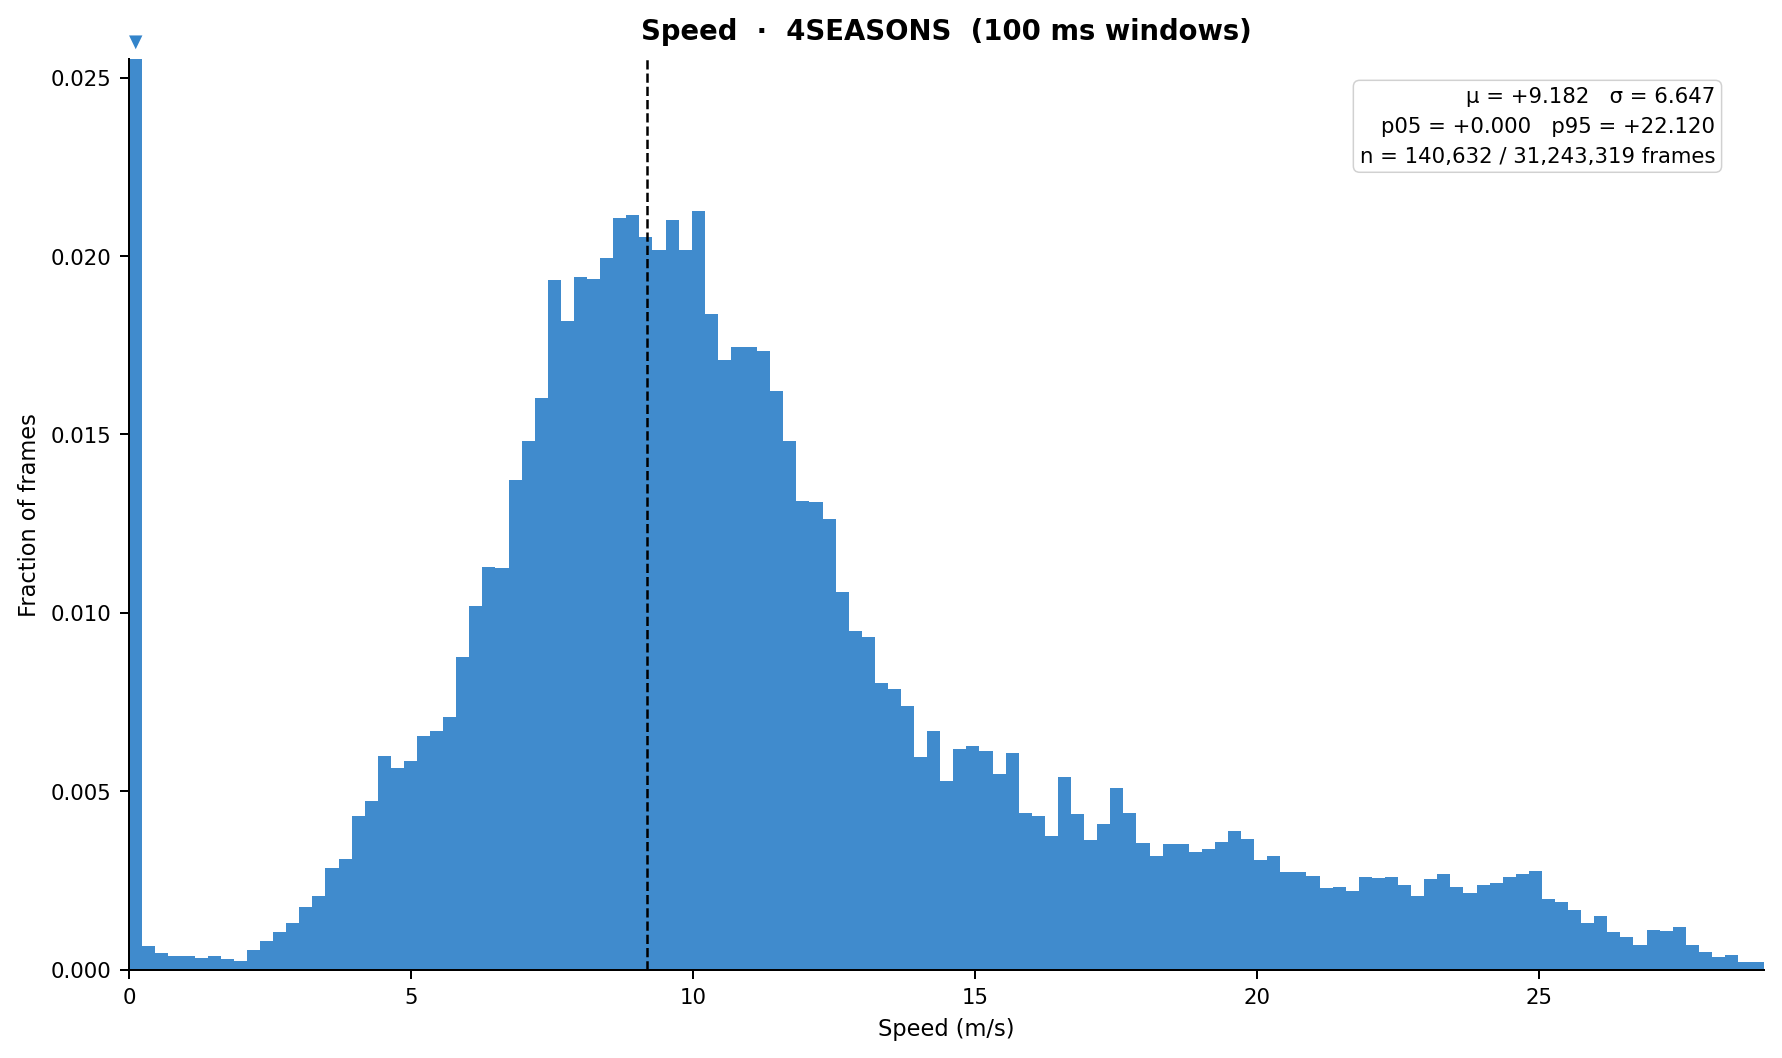 Speed · 4SEASONS (100 ms windows)
μ = +9.182 σ = 6.647
p05 = +0.000 p95 = +22.120
n = 140,632 / 31,243,319 frames
Fraction of frames
0.025
0.020
0.015
0.010
0.005
0.000
0 5 10 15 20 25
Speed (m/s)